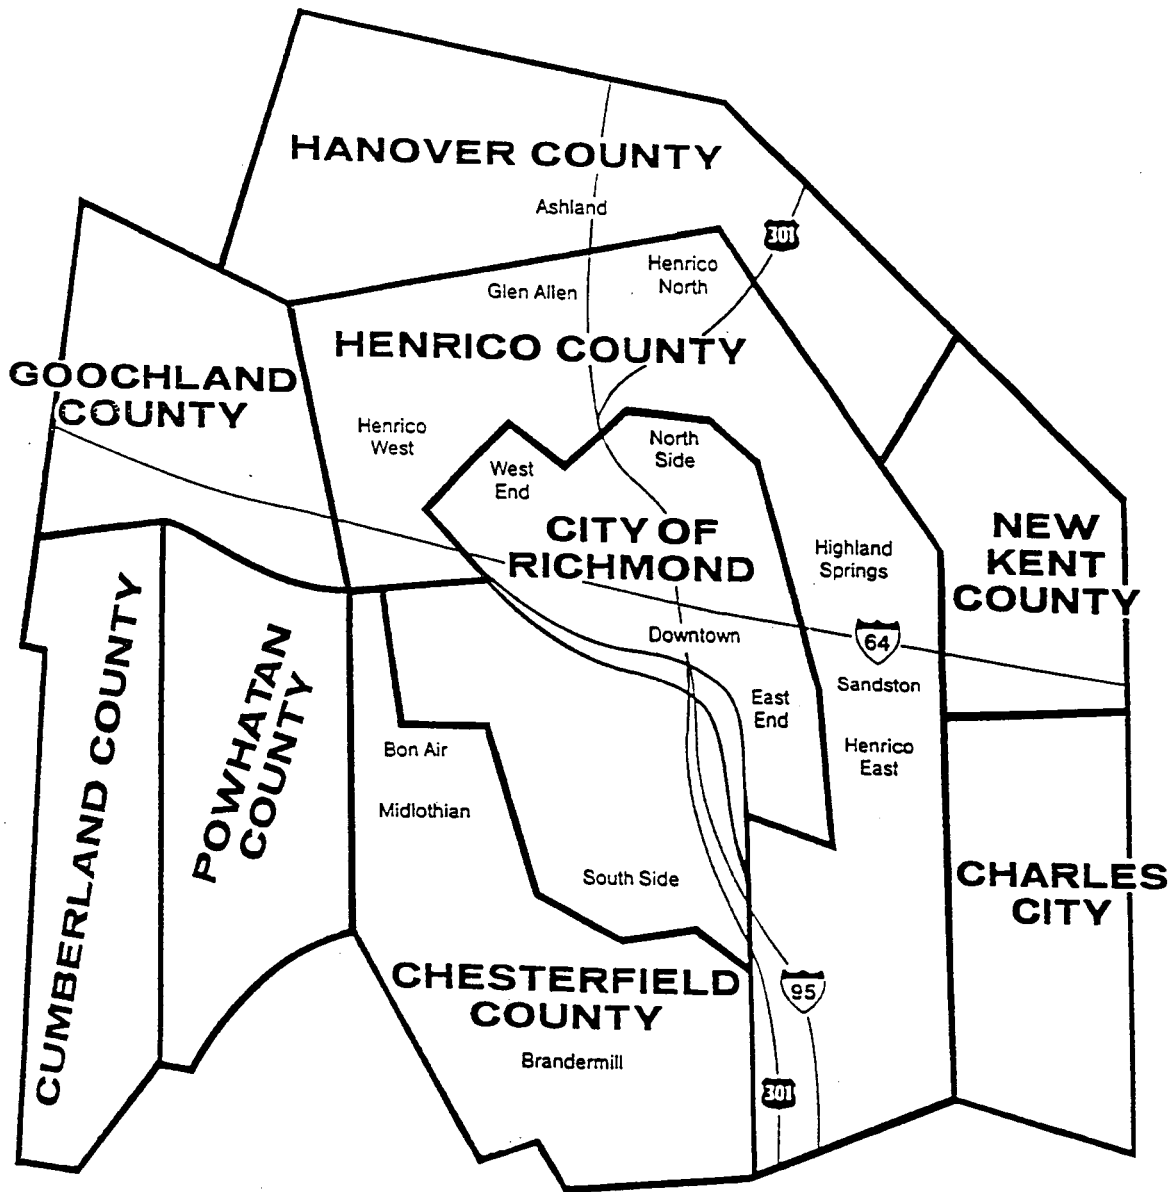 HANOVER COUNTY
Ashland
301
Henrico
North
Glen Allen
HENRICO COUNTY
GOOCHLAND
COUNTY
Henrico
West
North
Side
West
End
CITY OF
RICHMOND
Highland
Springs
NEW
KENT
COUNTY
Downtown
64
Sandston
East
End
Henrico
East
CUMBERLAND COUNTY
POWHATAN
COUNTY
Bon Air
Midlothian
South Side
CHARLES
CITY
CHESTERFIELD
COUNTY
95
Brandermill
301